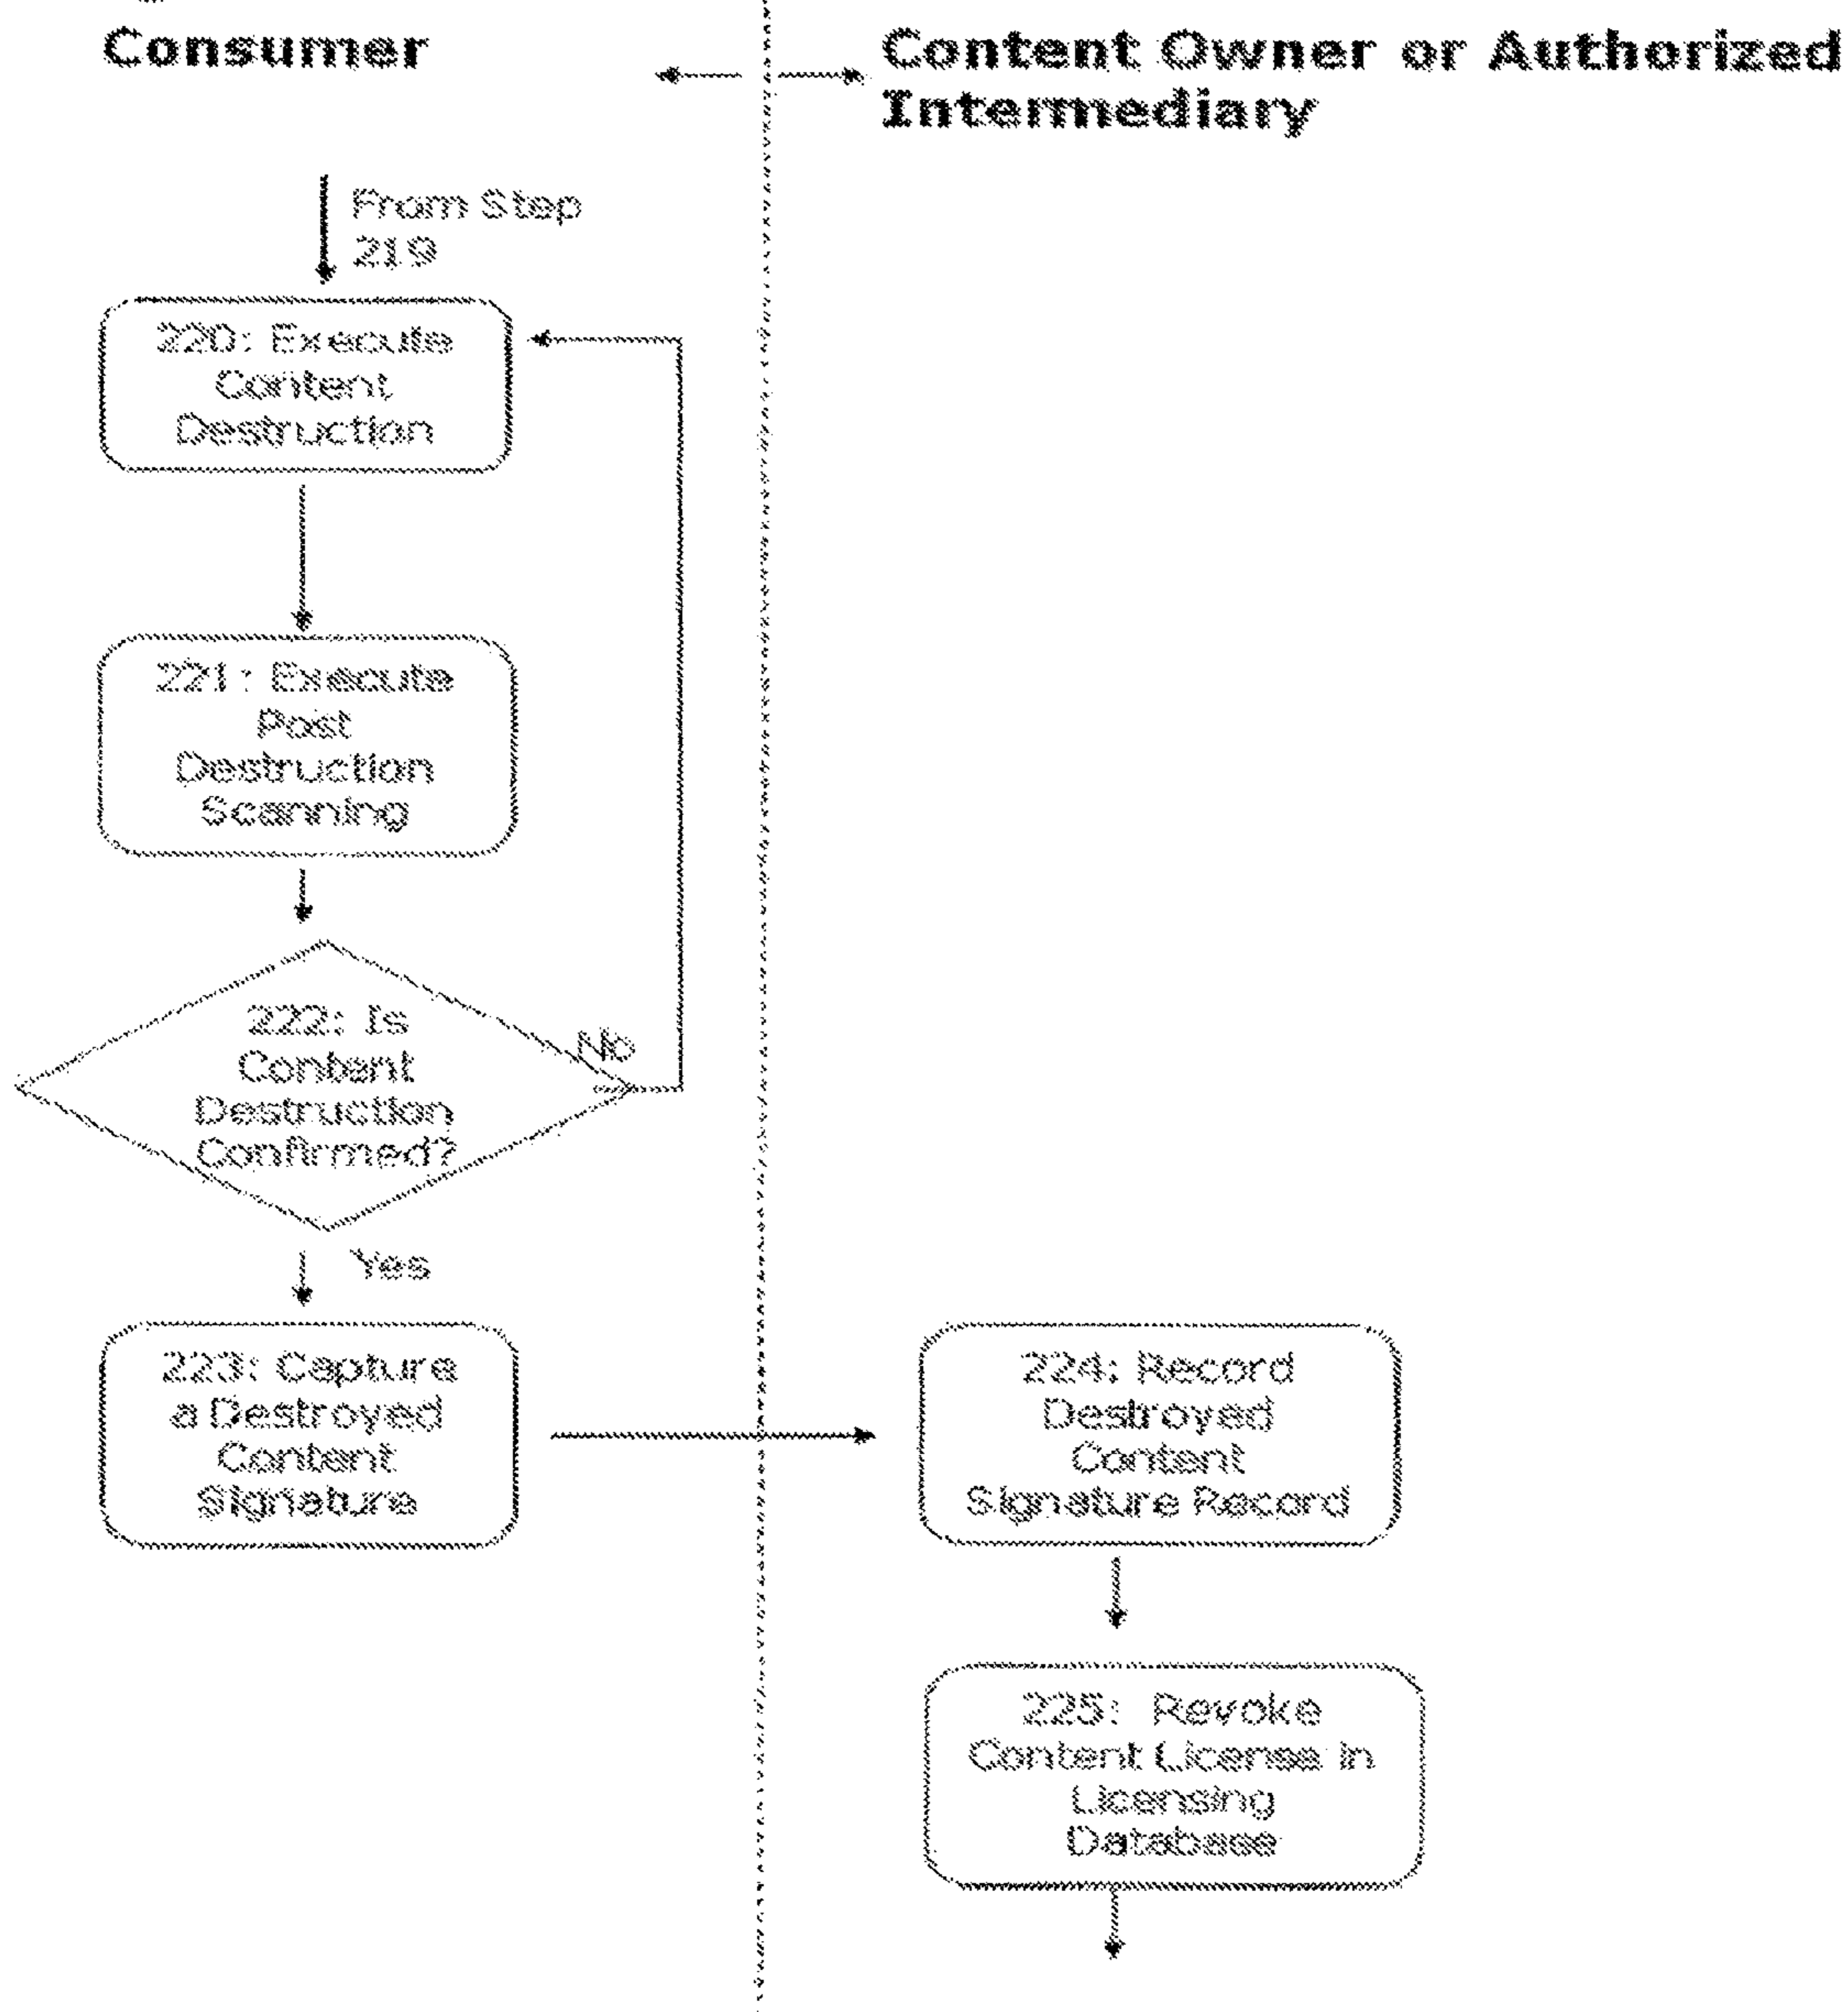 Consumer
Content Owner or Authorized
Intermediary
From Step
219
220: Execute
Content
Destruction
221: Execute
Post
Destruction
Scanning
222: Is
Content
Destruction
Confirmed?
No
Yes
223: Capture
a Destroyed
Content
Signature
224: Record
Destroyed
Content
Signature Record
225: Revoke
Content License in
Licensing
Database